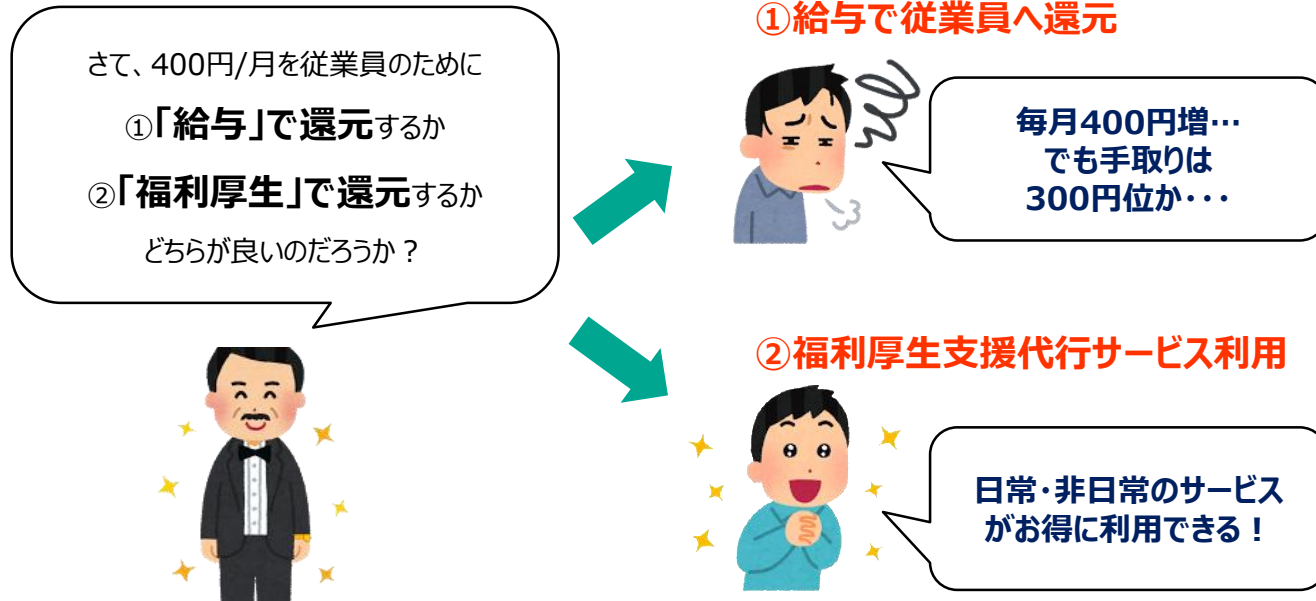 さて、400円/月を従業員のために
①「給与」で還元するか
②「福利厚生」で還元するか
どちらが良いのだろうか？
①給与で従業員へ還元
毎月400円増…
でも手取りは
300円位か・・・
②福利厚生支援代行サービス利用
日常・非日常のサービス
がお得に利用できる！